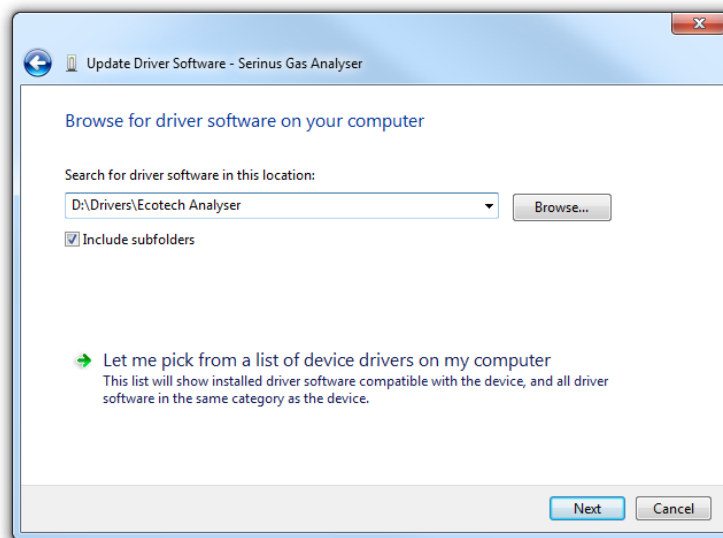 Update Driver Software - Serinus Gas Analyser
Browse for driver software on your computer
Search for driver software in this location:
D:\Drivers\Ecotech Analyser
Browse...
Include subfolders
Let me pick from a list of device drivers on my computer
This list will show installed driver software compatible with the device, and all driver
software in the same category as the device.
Next
Cancel